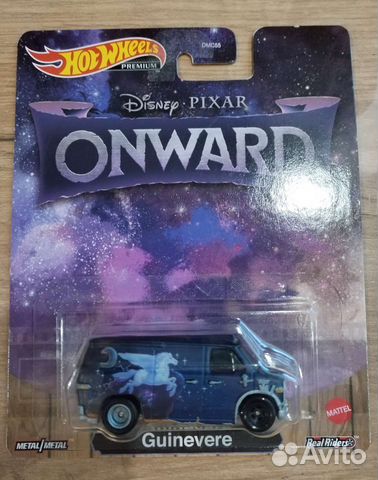 Hot Wheels
PREMIUM
DMC55
Disney · PIXAR
ONWARD
MATTEL
METAL/METAL
Guinevere
Real Riders
Avito